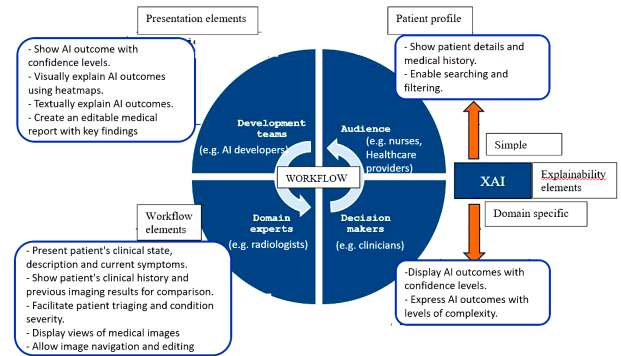 Presentation elements
- Show AI outcome with
confidence levels.
- Visually explain AI outcomes
using heatmaps.
- Textually explain AI outcomes.
- Create an editable medical
report with key findings
Patient profile
- Show patient details and
medical history.
- Enable searching and
filtering.
Development
teams
(e.g. AI developers)
Audience
(e.g. nurses,
Healthcare
providers)
WORKFLOW
Domain
experts
(e.g. radiologists)
Decision
makers
(e.g. clinicians)
Simple
XAI
Explainability
elements
Domain specific
Workflow
elements
- Present patient's clinical state,
description and current symptoms.
- Show patient's clinical history and
previous imaging results for comparison.
- Facilitate patient triaging and condition
severity.
- Display views of medical images
- Allow image navigation and editing
-Display AI outcomes with
confidence levels.
- Express AI outcomes with
levels of complexity.